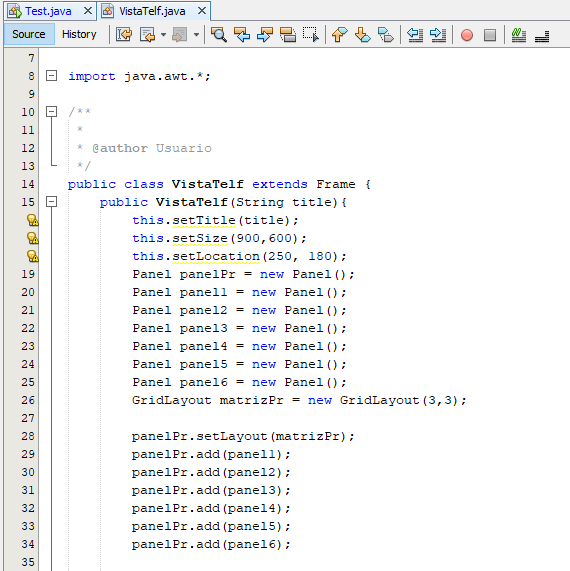 Test.java VistaTelf.java
Source History
7
8 import java.awt.*;
9
10 /**
11 *
12 * @author Usuario
13 */
14 public class VistaTelf extends Frame {
15 public VistaTelf(String title){
this.setTitle(title);
this.setSize(900,600);
this.setLocation(250, 180);
19 Panel panelPr = new Panel();
20 Panel panel1 = new Panel();
21 Panel panel2 = new Panel();
22 Panel panel3 = new Panel();
23 Panel panel4 = new Panel();
24 Panel panel5 = new Panel();
25 Panel panel6 = new Panel();
26 GridLayout matrizPr = new GridLayout(3,3);
27
28 panelPr.setLayout(matrizPr);
29 panelPr.add(panel1);
30 panelPr.add(panel2);
31 panelPr.add(panel3);
32 panelPr.add(panel4);
33 panelPr.add(panel5);
34 panelPr.add(panel6);
35